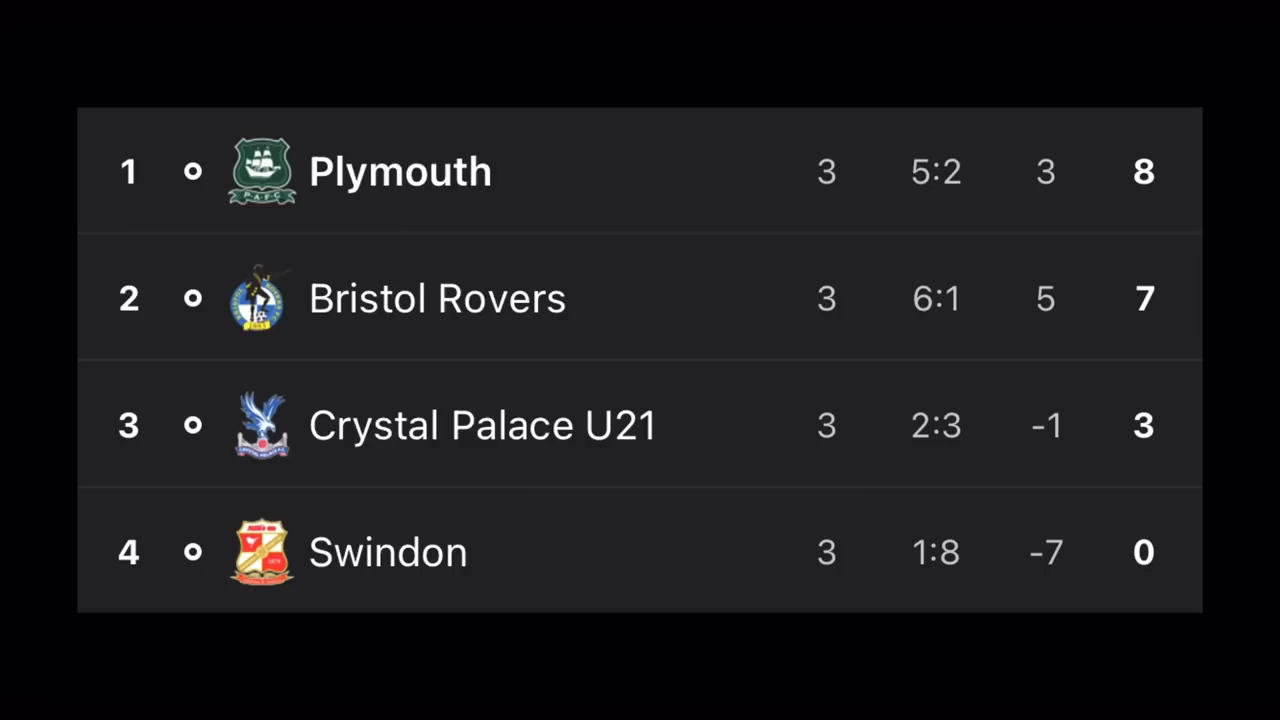 1 Plymouth 3 5:2 3 8
P.A.F.C
2 Bristol Rovers 3 6:1 5 7
3 Crystal Palace U21 3 2:3 -1 3
4 Swindon 3 1:8 -7 0